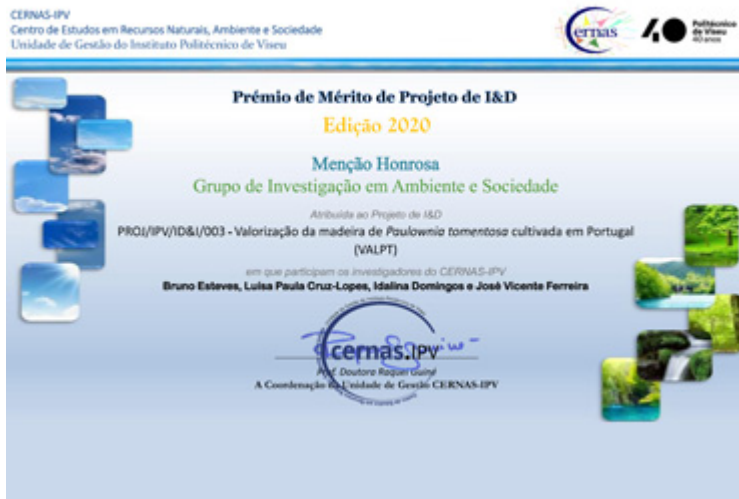 CERNAS-IPV
Centro de Estudos em Recursos Naturais, Ambiente e Sociedade
Unidade de Gestão do Instituto Politécnico de Viseu
Cernas
40
Politécnico
de Viseu
40 anos
Prémio de Mérito de Projeto de I&D
Edição 2020
Menção Honrosa
Grupo de Investigação em Ambiente e Sociedade
Atribuída ao Projeto de I&D
PROJ/IPV/ID&I/003 - Valorização da madeira de Paulownia tomentosa cultivada em Portugal
(VALPT)
em que participam os investigadores do CERNAS-IPV
Bruno Esteves, Luísa Paula Cruz-Lopes, Idalina Domingos e José Vicente Ferreira
cernas.IPV
Prof. Doutora Raquel Guiné
A Coordenação da Unidade de Gestão CERNAS-IPV